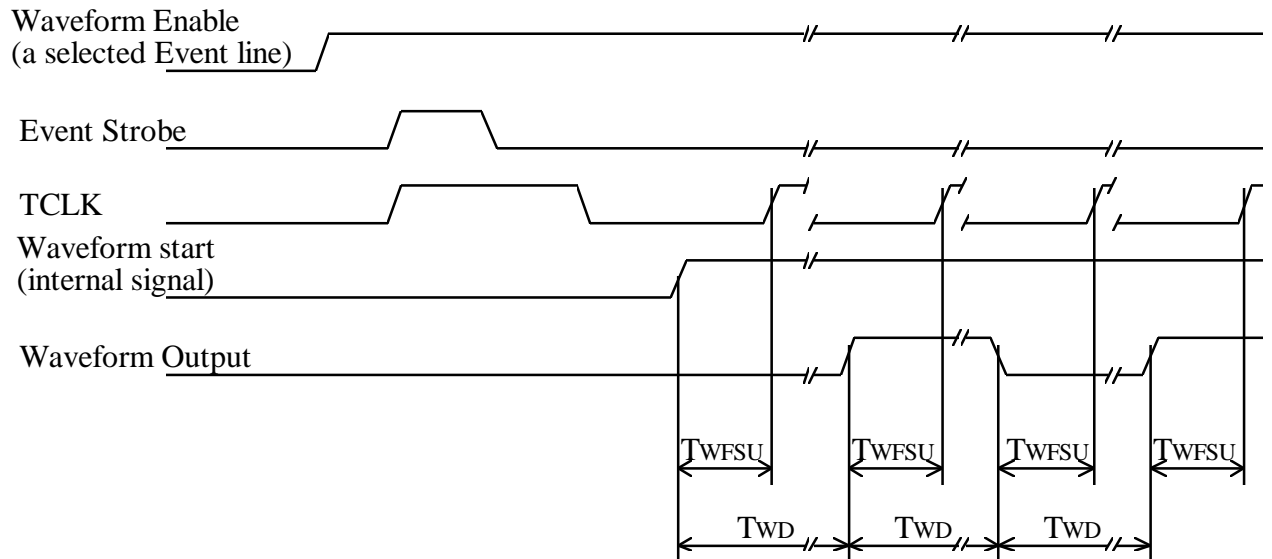 Waveform Enable
(a selected Event line)
Event Strobe
TCLK
Waveform start
(internal signal)
Waveform Output
TWFSU TWFSU TWFSU TWFSU
TWD TWD TWD